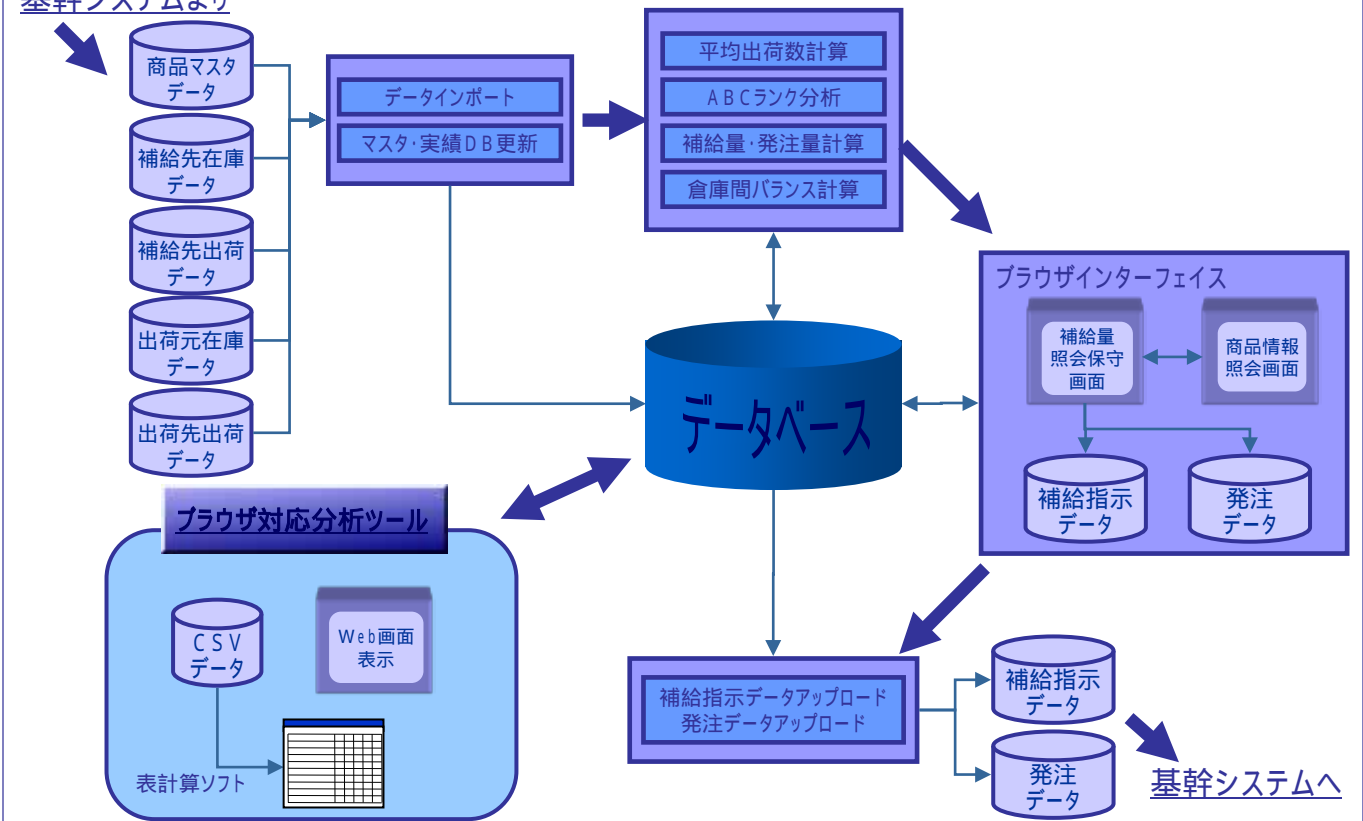 基幹システムより
商品マスタ
データ
補給先在庫
データ
補給先出荷
データ
出荷元在庫
データ
出荷先出荷
データ
データインポート
マスタ・実績DB更新
平均出荷数計算
ABCランク分析
補給量・発注量計算
倉庫間バランス計算
ブラウザインターフェイス
補給量
照会保守
画面
商品情報
照会画面
補給指示
データ
発注
データ
データベース
ブラウザ対応分析ツール
CSV
データ
Web画面
表示
表計算ソフト
補給指示データアップロード
発注データアップロード
補給指示
データ
発注
データ
基幹システムへ